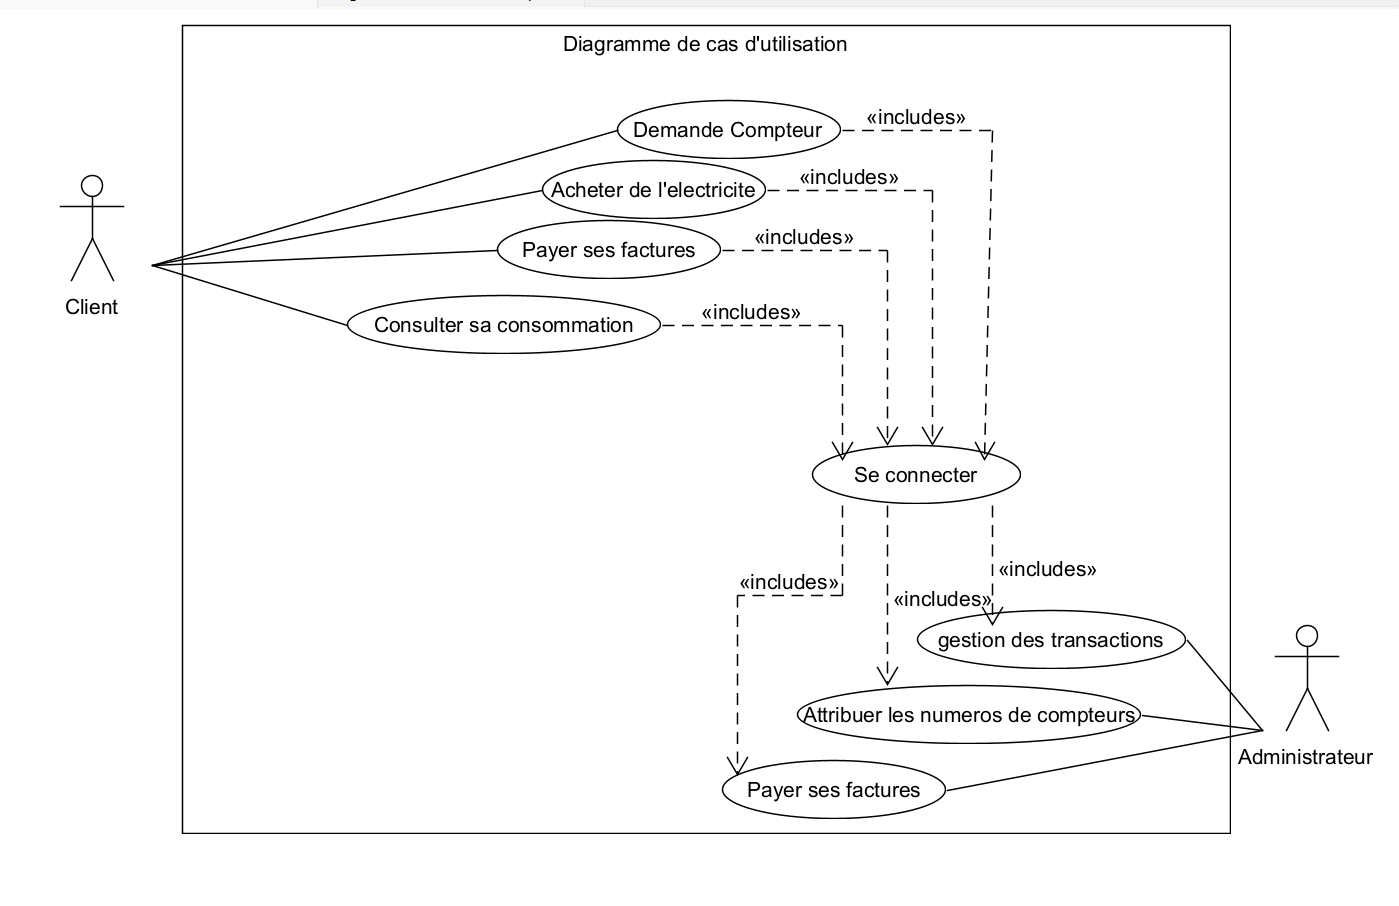 Diagramme de cas d'utilisation
Demande Compteur
«includes»
Acheter de l'electricite
«includes»
Payer ses factures
«includes»
Client
Consulter sa consommation
«includes»
Se connecter
«includes»
«includes»
«includes»
gestion des transactions
Attribuer les numeros de compteurs
Administrateur
Payer ses factures